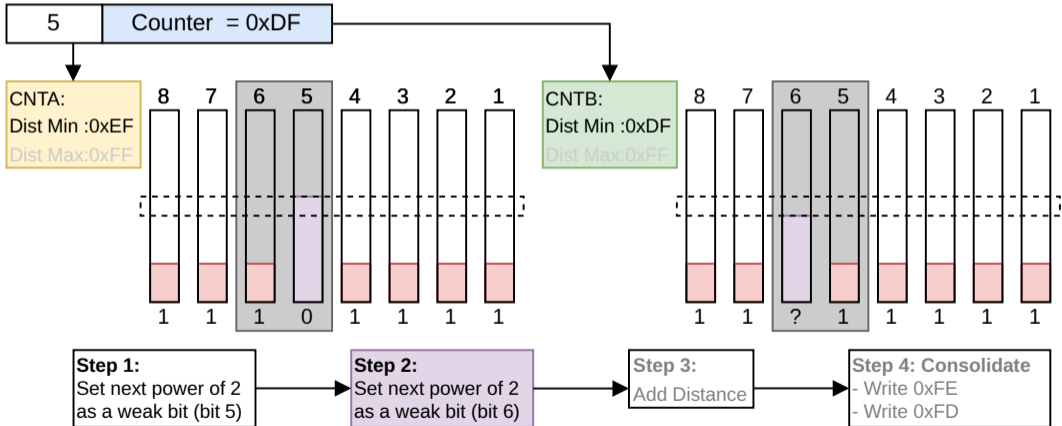 5 Counter = 0xDF
CNTA:
Dist Min :0xEF
Dist Max:0xFF
8 7 6 5 4 3 2 1
1 1 1 0 1 1 1 1
CNTB:
Dist Min :0xDF
Dist Max:0xFF
8 7 6 5 4 3 2 1
1 1 ? 1 1 1 1 1
Step 1:
Set next power of 2
as a weak bit (bit 5)
Step 2:
Set next power of 2
as a weak bit (bit 6)
Step 3:
Add Distance
Step 4: Consolidate
- Write 0xFE
- Write 0xFD